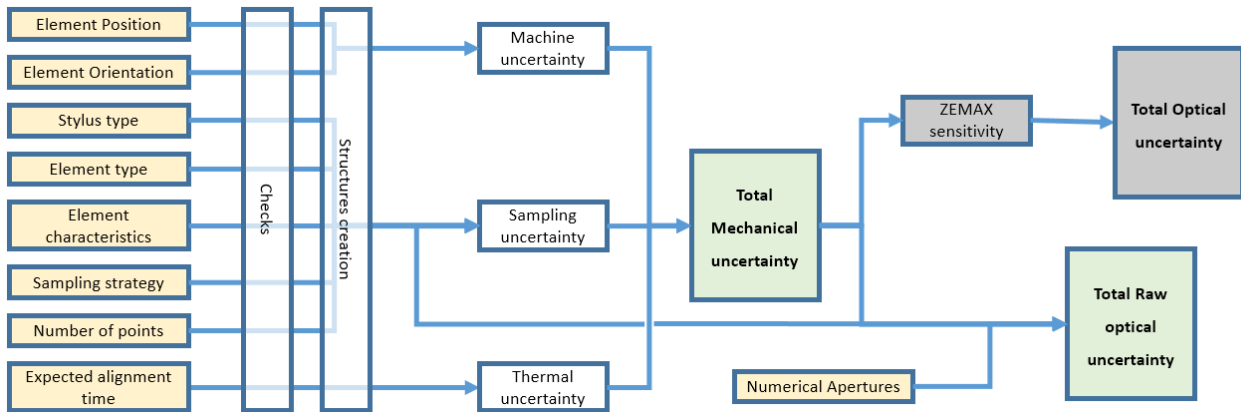 Element Position
Element Orientation
Stylus type
Element type
Element
characteristics
Sampling strategy
Number of points
Expected alignment
time
Checks
Structures creation
Machine
uncertainty
Sampling
uncertainty
Thermal
uncertainty
Total
Mechanical
uncertainty
Numerical Apertures
ZEMAX
sensitivity
Total Optical
uncertainty
Total Raw
optical
uncertainty